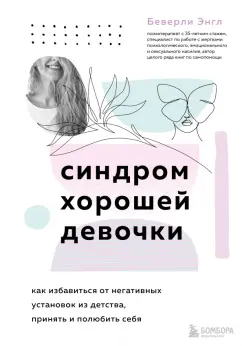 Беверли Энгл
психотерапевт с 35-летним стажем,
специалист по работе с жертвами
психологического, эмоционального
и сексуального насилия, автор
целого ряда книг по самопомощи
синдром
хорошей
девочки
как избавиться от негативных
установок из детства,
принять и полюбить себя
БОМБОРА